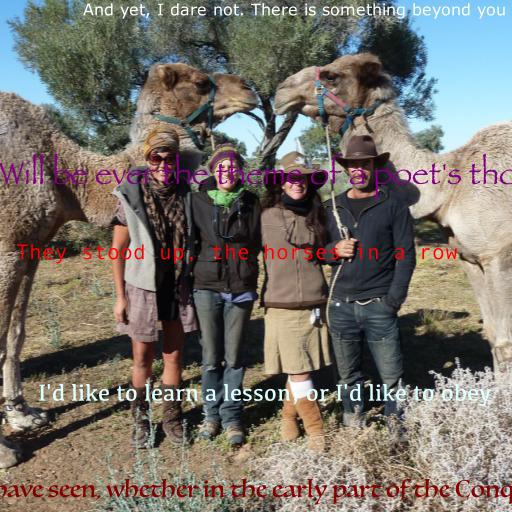 And yet, I dare not. There is something beyond you
Will be ever the theme of a poet's tho
They stood up, the horses in a row
I'd like to learn a lesson, or I'd like to obey
have seen, whether in the early part of the Conq